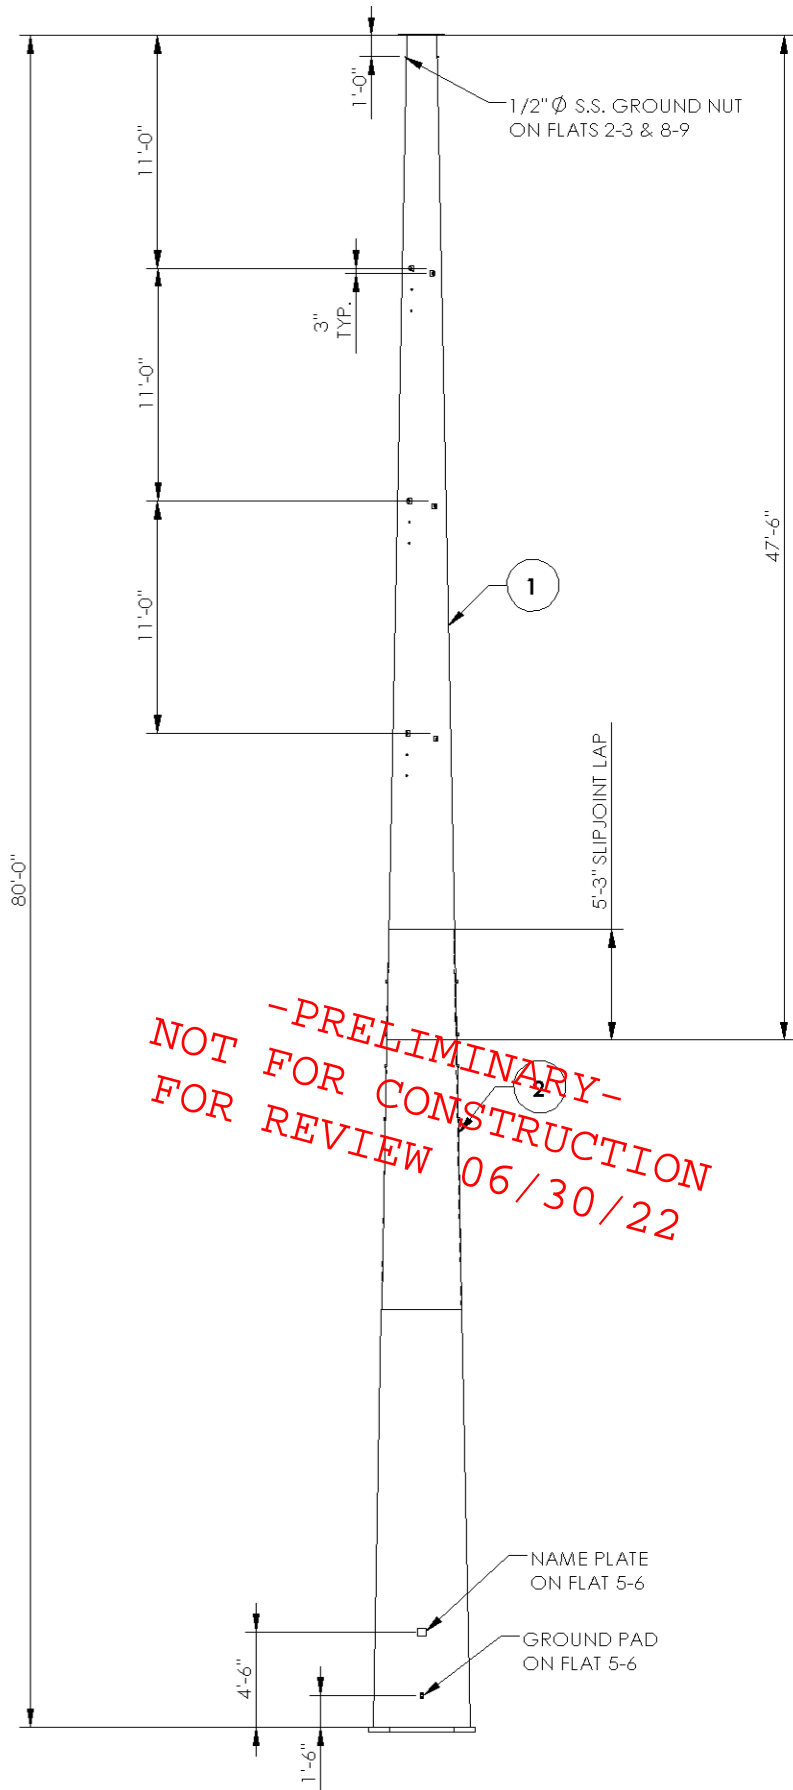 1'-0"
1/2"Ø S.S. GROUND NUT
ON FLATS 2-3 & 8-9
11'-0"
3"
TYP.
11'-0"
47'-6"
1
11'-0"
5'-3" SLIPJOINT LAP
80'-0"
-PRELIMINARY-
NOT FOR CONSTRUCTION
FOR REVIEW 06/30/22
2
NAME PLATE
ON FLAT 5-6
GROUND PAD
ON FLAT 5-6
4'-6"
1'-6"